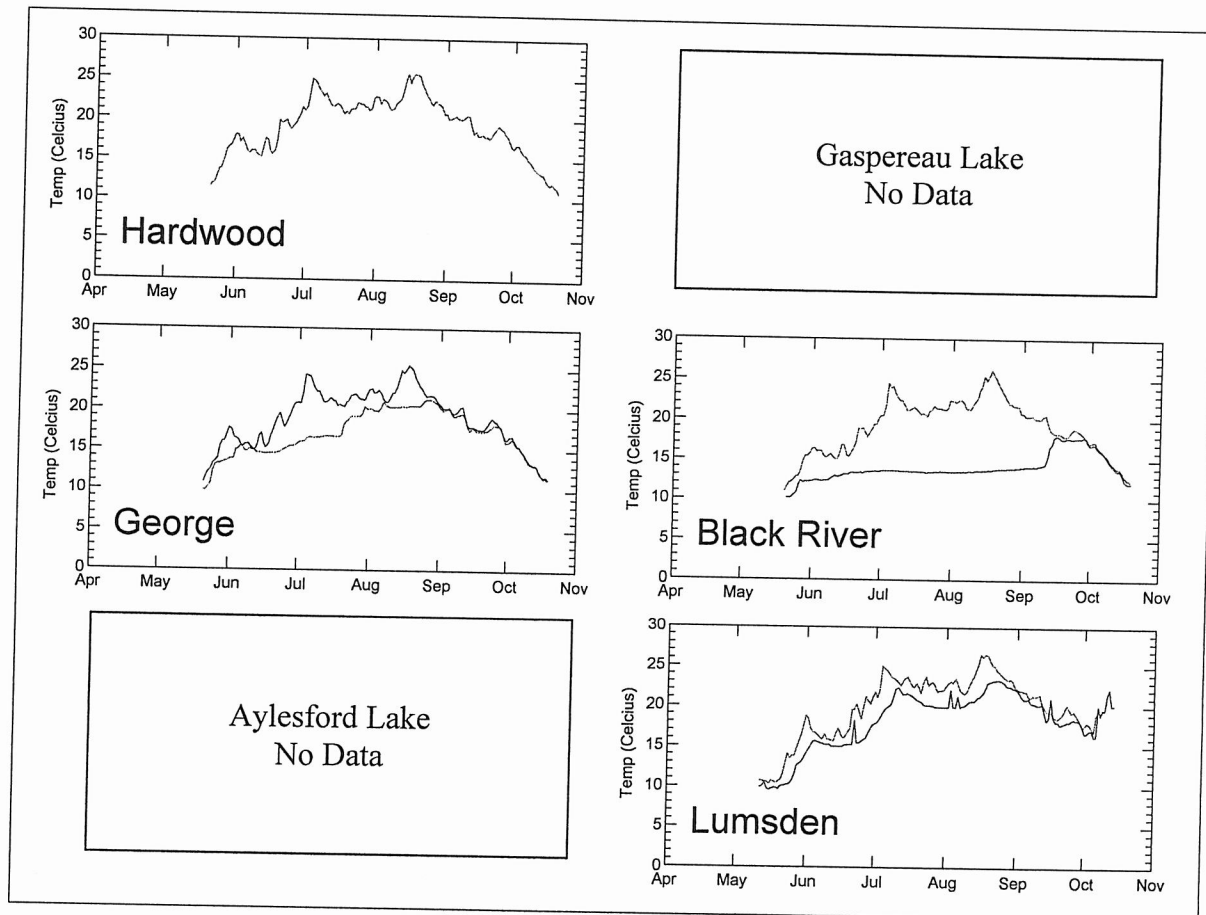 30
25
20
15
10
5
0
Temp (Celcius)
Hardwood
Apr May Jun Jul Aug Sep Oct Nov
Gaspereau Lake
No Data
30
25
20
15
10
5
0
Temp (Celcius)
George
Apr May Jun Jul Aug Sep Oct Nov
30
25
20
15
10
5
0
Temp (Celcius)
Black River
Apr May Jun Jul Aug Sep Oct Nov
Aylesford Lake
No Data
30
25
20
15
10
5
0
Temp (Celcius)
Lumsden
Apr May Jun Jul Aug Sep Oct Nov